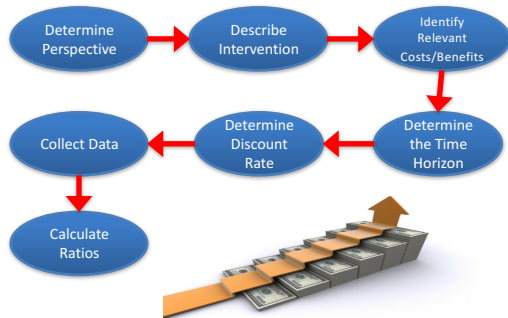 Determine
Perspective
Describe
Intervention
Identify
Relevant
Costs/Benefits
Determine
the Time
Horizon
Determine
Discount
Rate
Collect Data
Calculate
Ratios